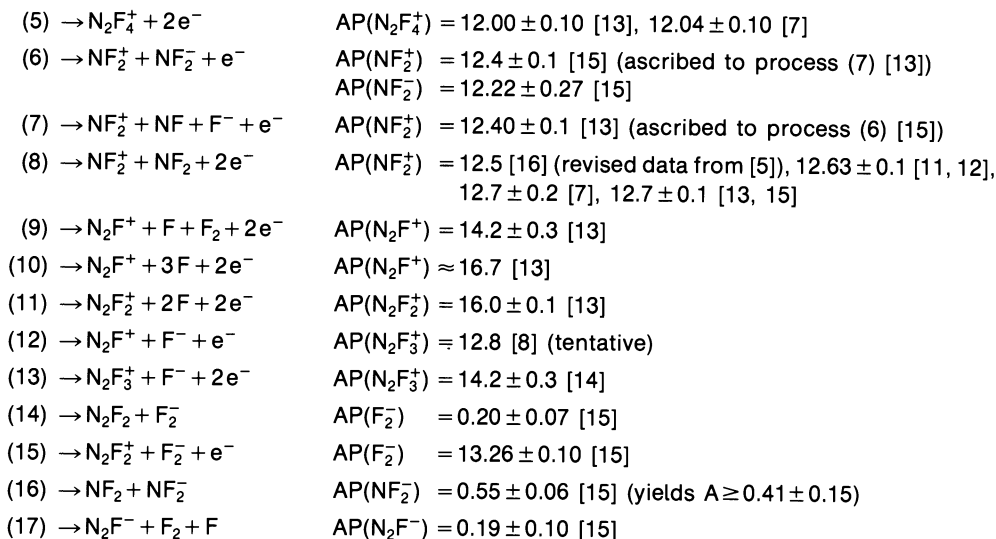 (5) → N₂F₄⁺ + 2e⁻ AP(N₂F₄⁺) = 12.00 ± 0.10 [13], 12.04 ± 0.10 [7]
(6) → NF₂⁺ + NF₂⁻ + e⁻ AP(NF₂⁺) = 12.4 ± 0.1 [15] (ascribed to process (7) [13])
AP(NF₂⁻) = 12.22 ± 0.27 [15]
(7) → NF₂⁺ + NF + F⁻ + e⁻ AP(NF₂⁺) = 12.40 ± 0.1 [13] (ascribed to process (6) [15])
(8) → NF₂⁺ + NF₂ + 2e⁻ AP(NF₂⁺) = 12.5 [16] (revised data from [5]), 12.63 ± 0.1 [11, 12],
12.7 ± 0.2 [7], 12.7 ± 0.1 [13, 15]
(9) → N₂F⁺ + F + F₂ + 2e⁻ AP(N₂F⁺) = 14.2 ± 0.3 [13]
(10) → N₂F⁺ + 3F + 2e⁻ AP(N₂F⁺) ≈ 16.7 [13]
(11) → N₂F₂⁺ + 2F + 2e⁻ AP(N₂F₂⁺) = 16.0 ± 0.1 [13]
(12) → N₂F⁺ + F⁻ + e⁻ AP(N₂F₃⁺) = 12.8 [8] (tentative)
(13) → N₂F₃⁺ + F⁻ + 2e⁻ AP(N₂F₃⁺) = 14.2 ± 0.3 [14]
(14) → N₂F₂ + F₂⁻ AP(F₂⁻) = 0.20 ± 0.07 [15]
(15) → N₂F₂⁺ + F₂⁻ + e⁻ AP(F₂⁻) = 13.26 ± 0.10 [15]
(16) → NF₂ + NF₂⁻ AP(NF₂⁻) = 0.55 ± 0.06 [15] (yields A ≥ 0.41 ± 0.15)
(17) → N₂F⁻ + F₂ + F AP(N₂F⁻) = 0.19 ± 0.10 [15]